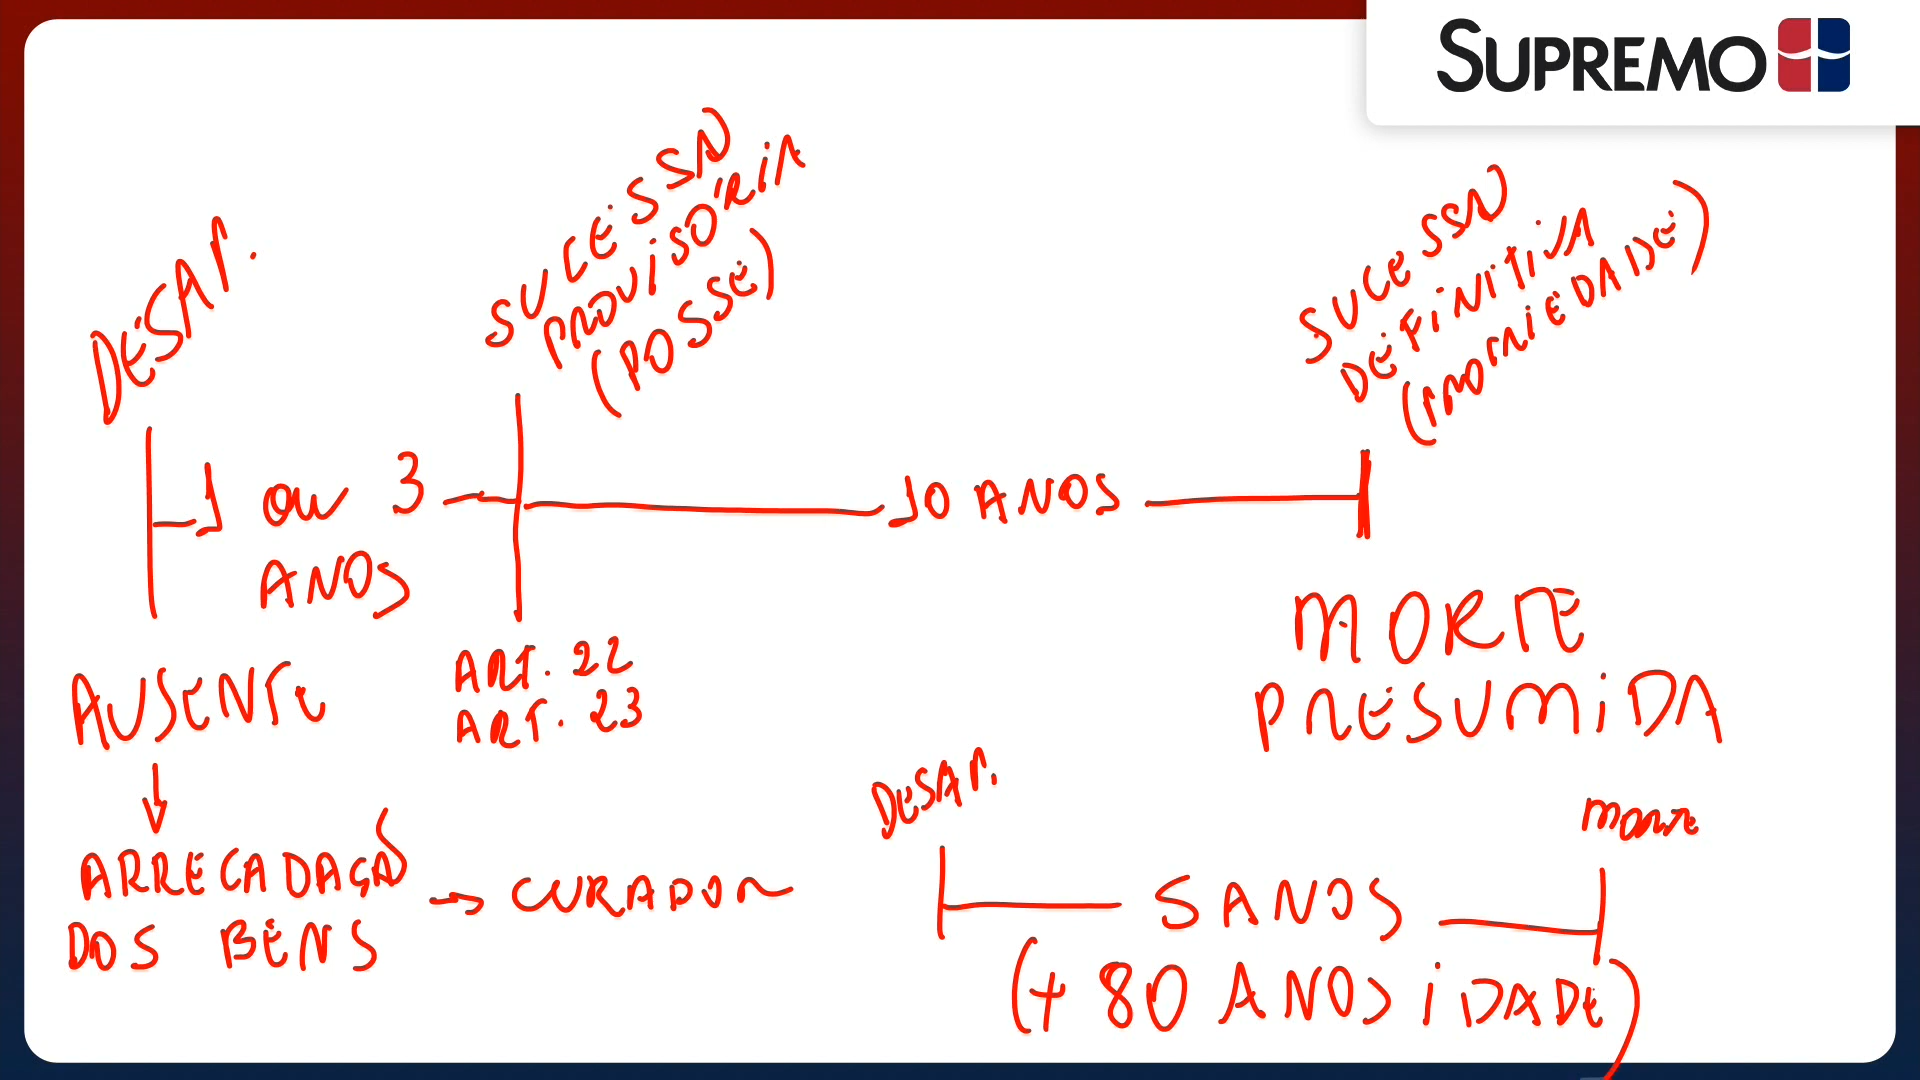 SUPREMO
DESAP.
SUCESSÃO
PROVISÓRIA
(POSSE)
SUCESSÃO
DEFINITIVA
(PROPRIEDADE)
1 ou 3
ANOS
10 ANOS
AUSENTE
ART. 22
ART. 23
MORTE
PRESUMIDA
ARRECADAÇÃO
DOS BENS
→ CURADOR
DESAP.
MORTE
5 ANOS
(+ 80 ANOS IDADE)